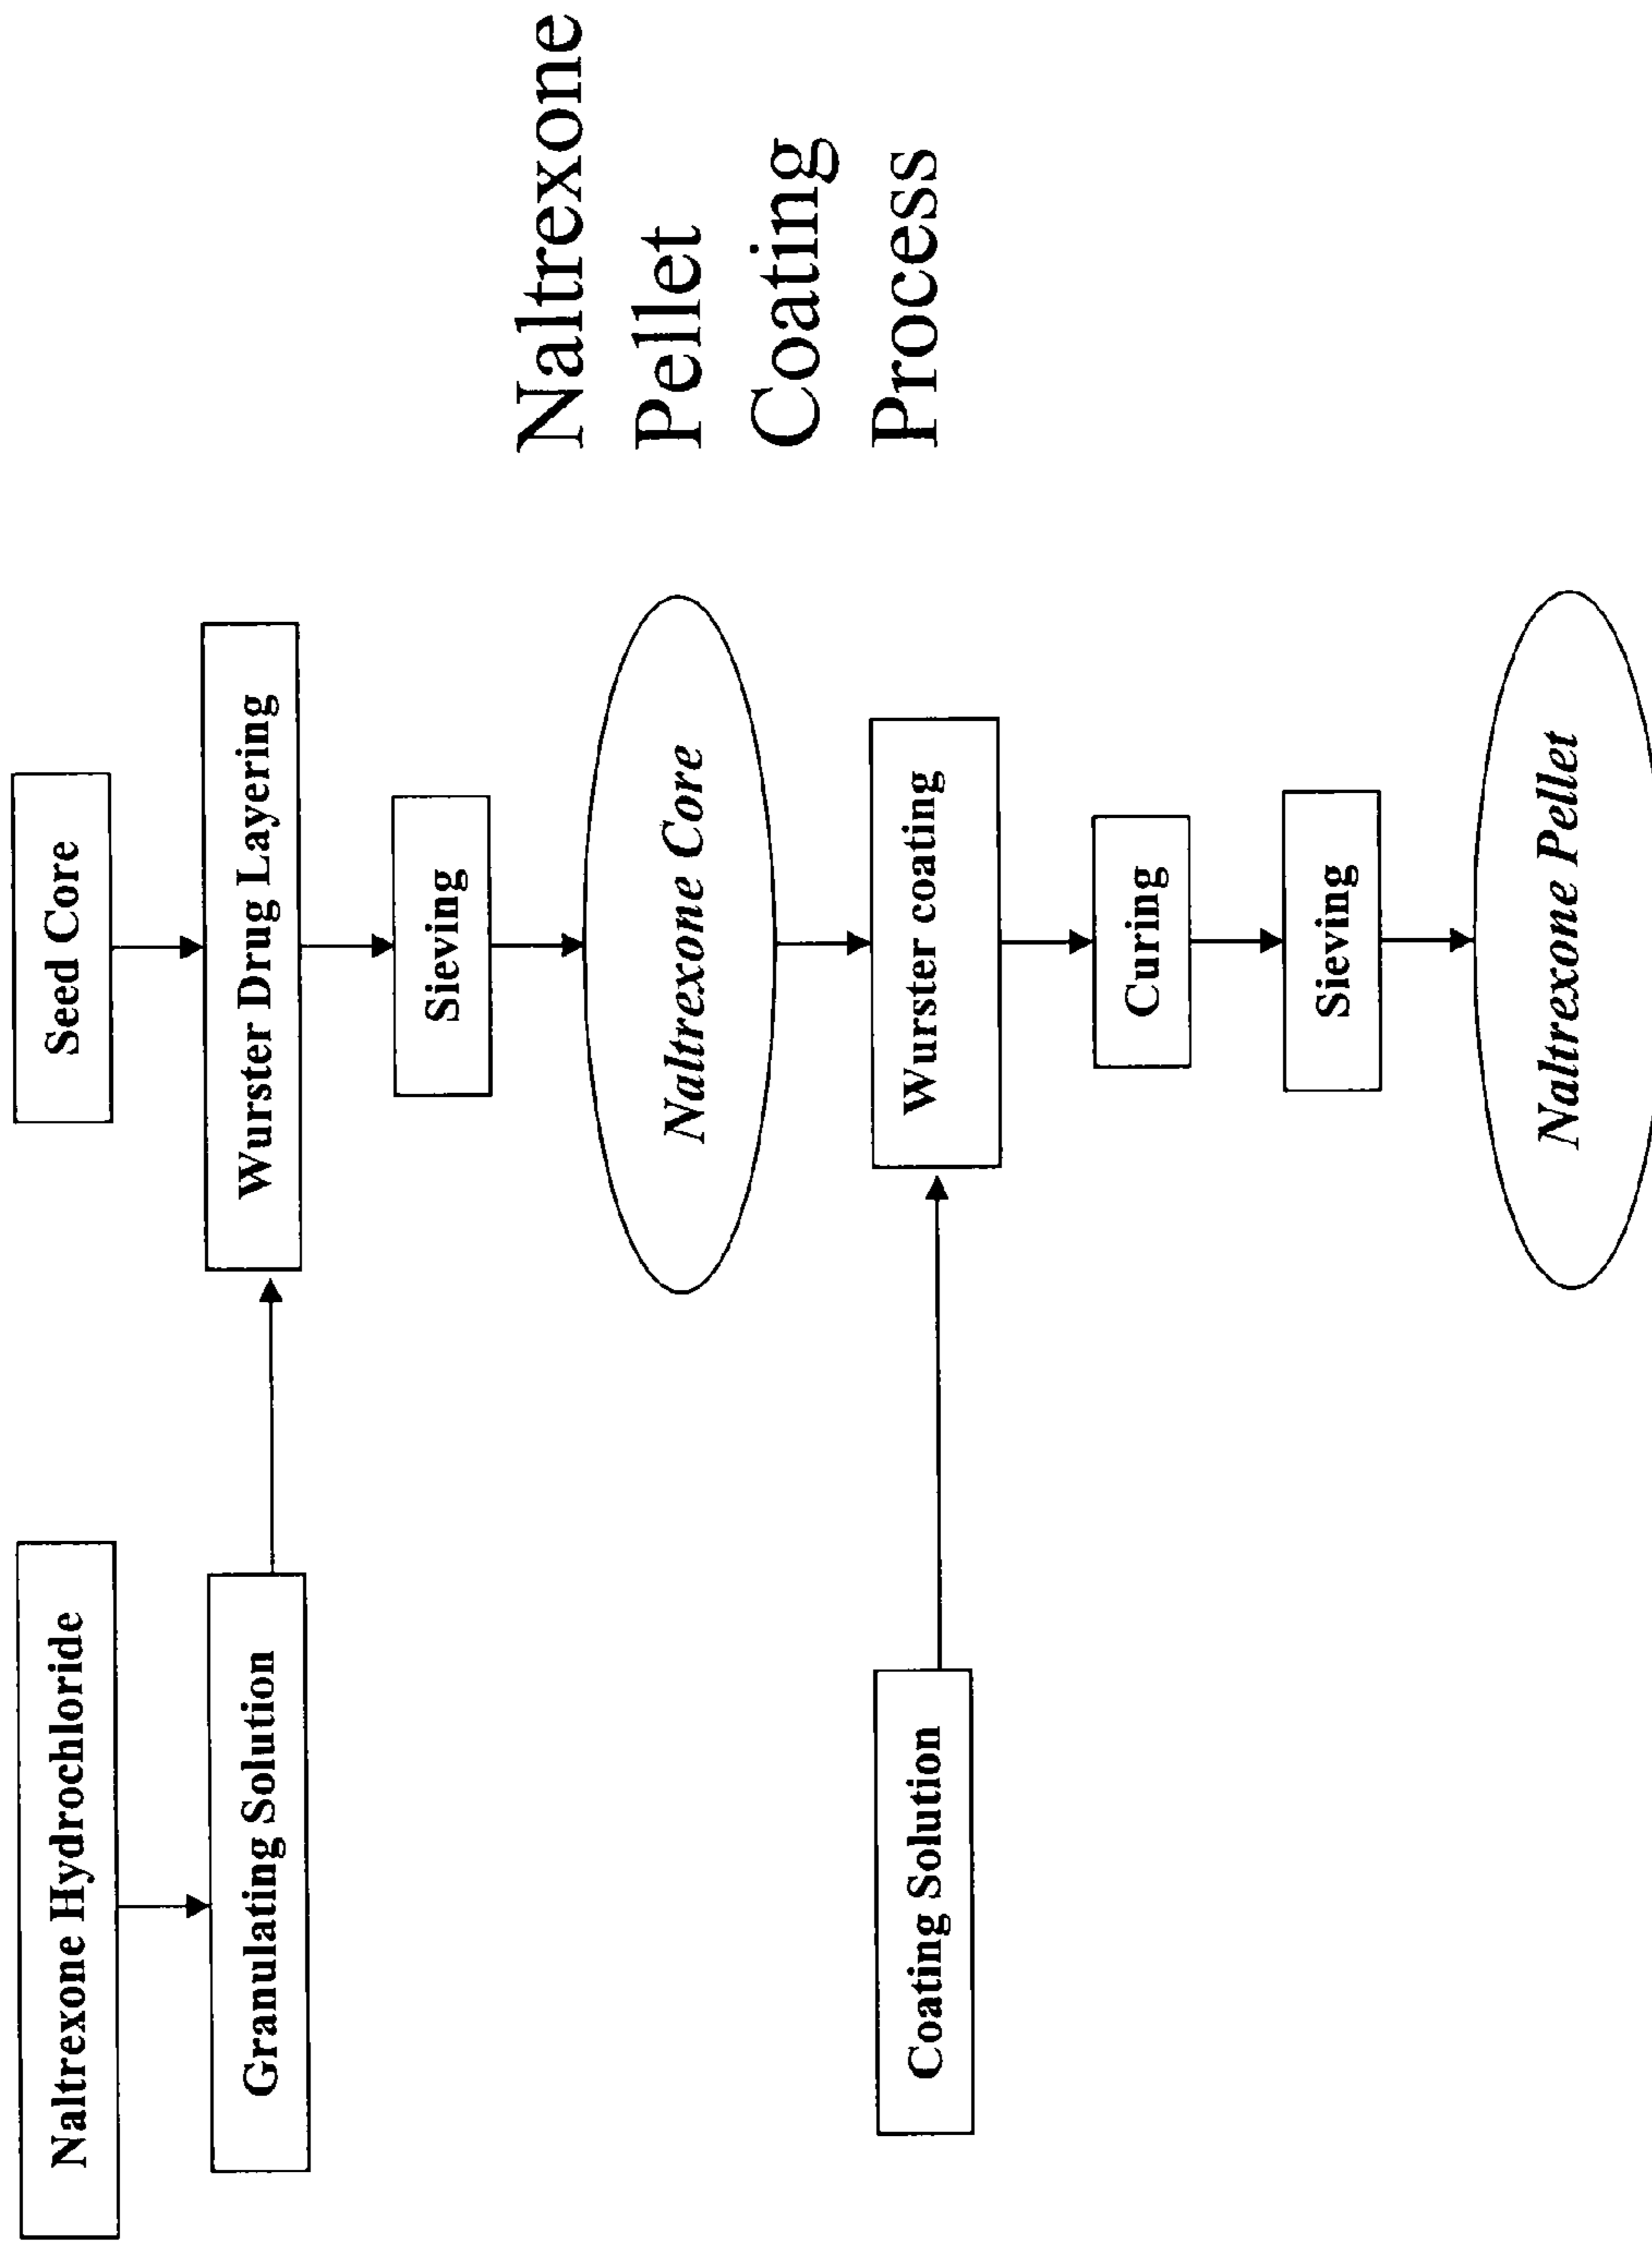 Naltrexone Hydrochloride
Seed Core
Granulating Solution
Wurster Drug Layering
Sieving
Naltrexone Core
Naltrexone
Pellet
Coating
Process
Coating Solution
Wurster coating
Curing
Sieving
Naltrexone Pellet